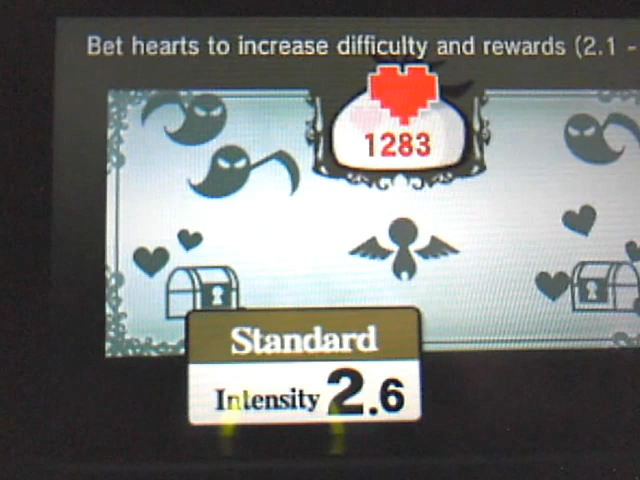 Bet hearts to increase difficulty and rewards (2.1 -
1283
Standard
Intensity 2.6